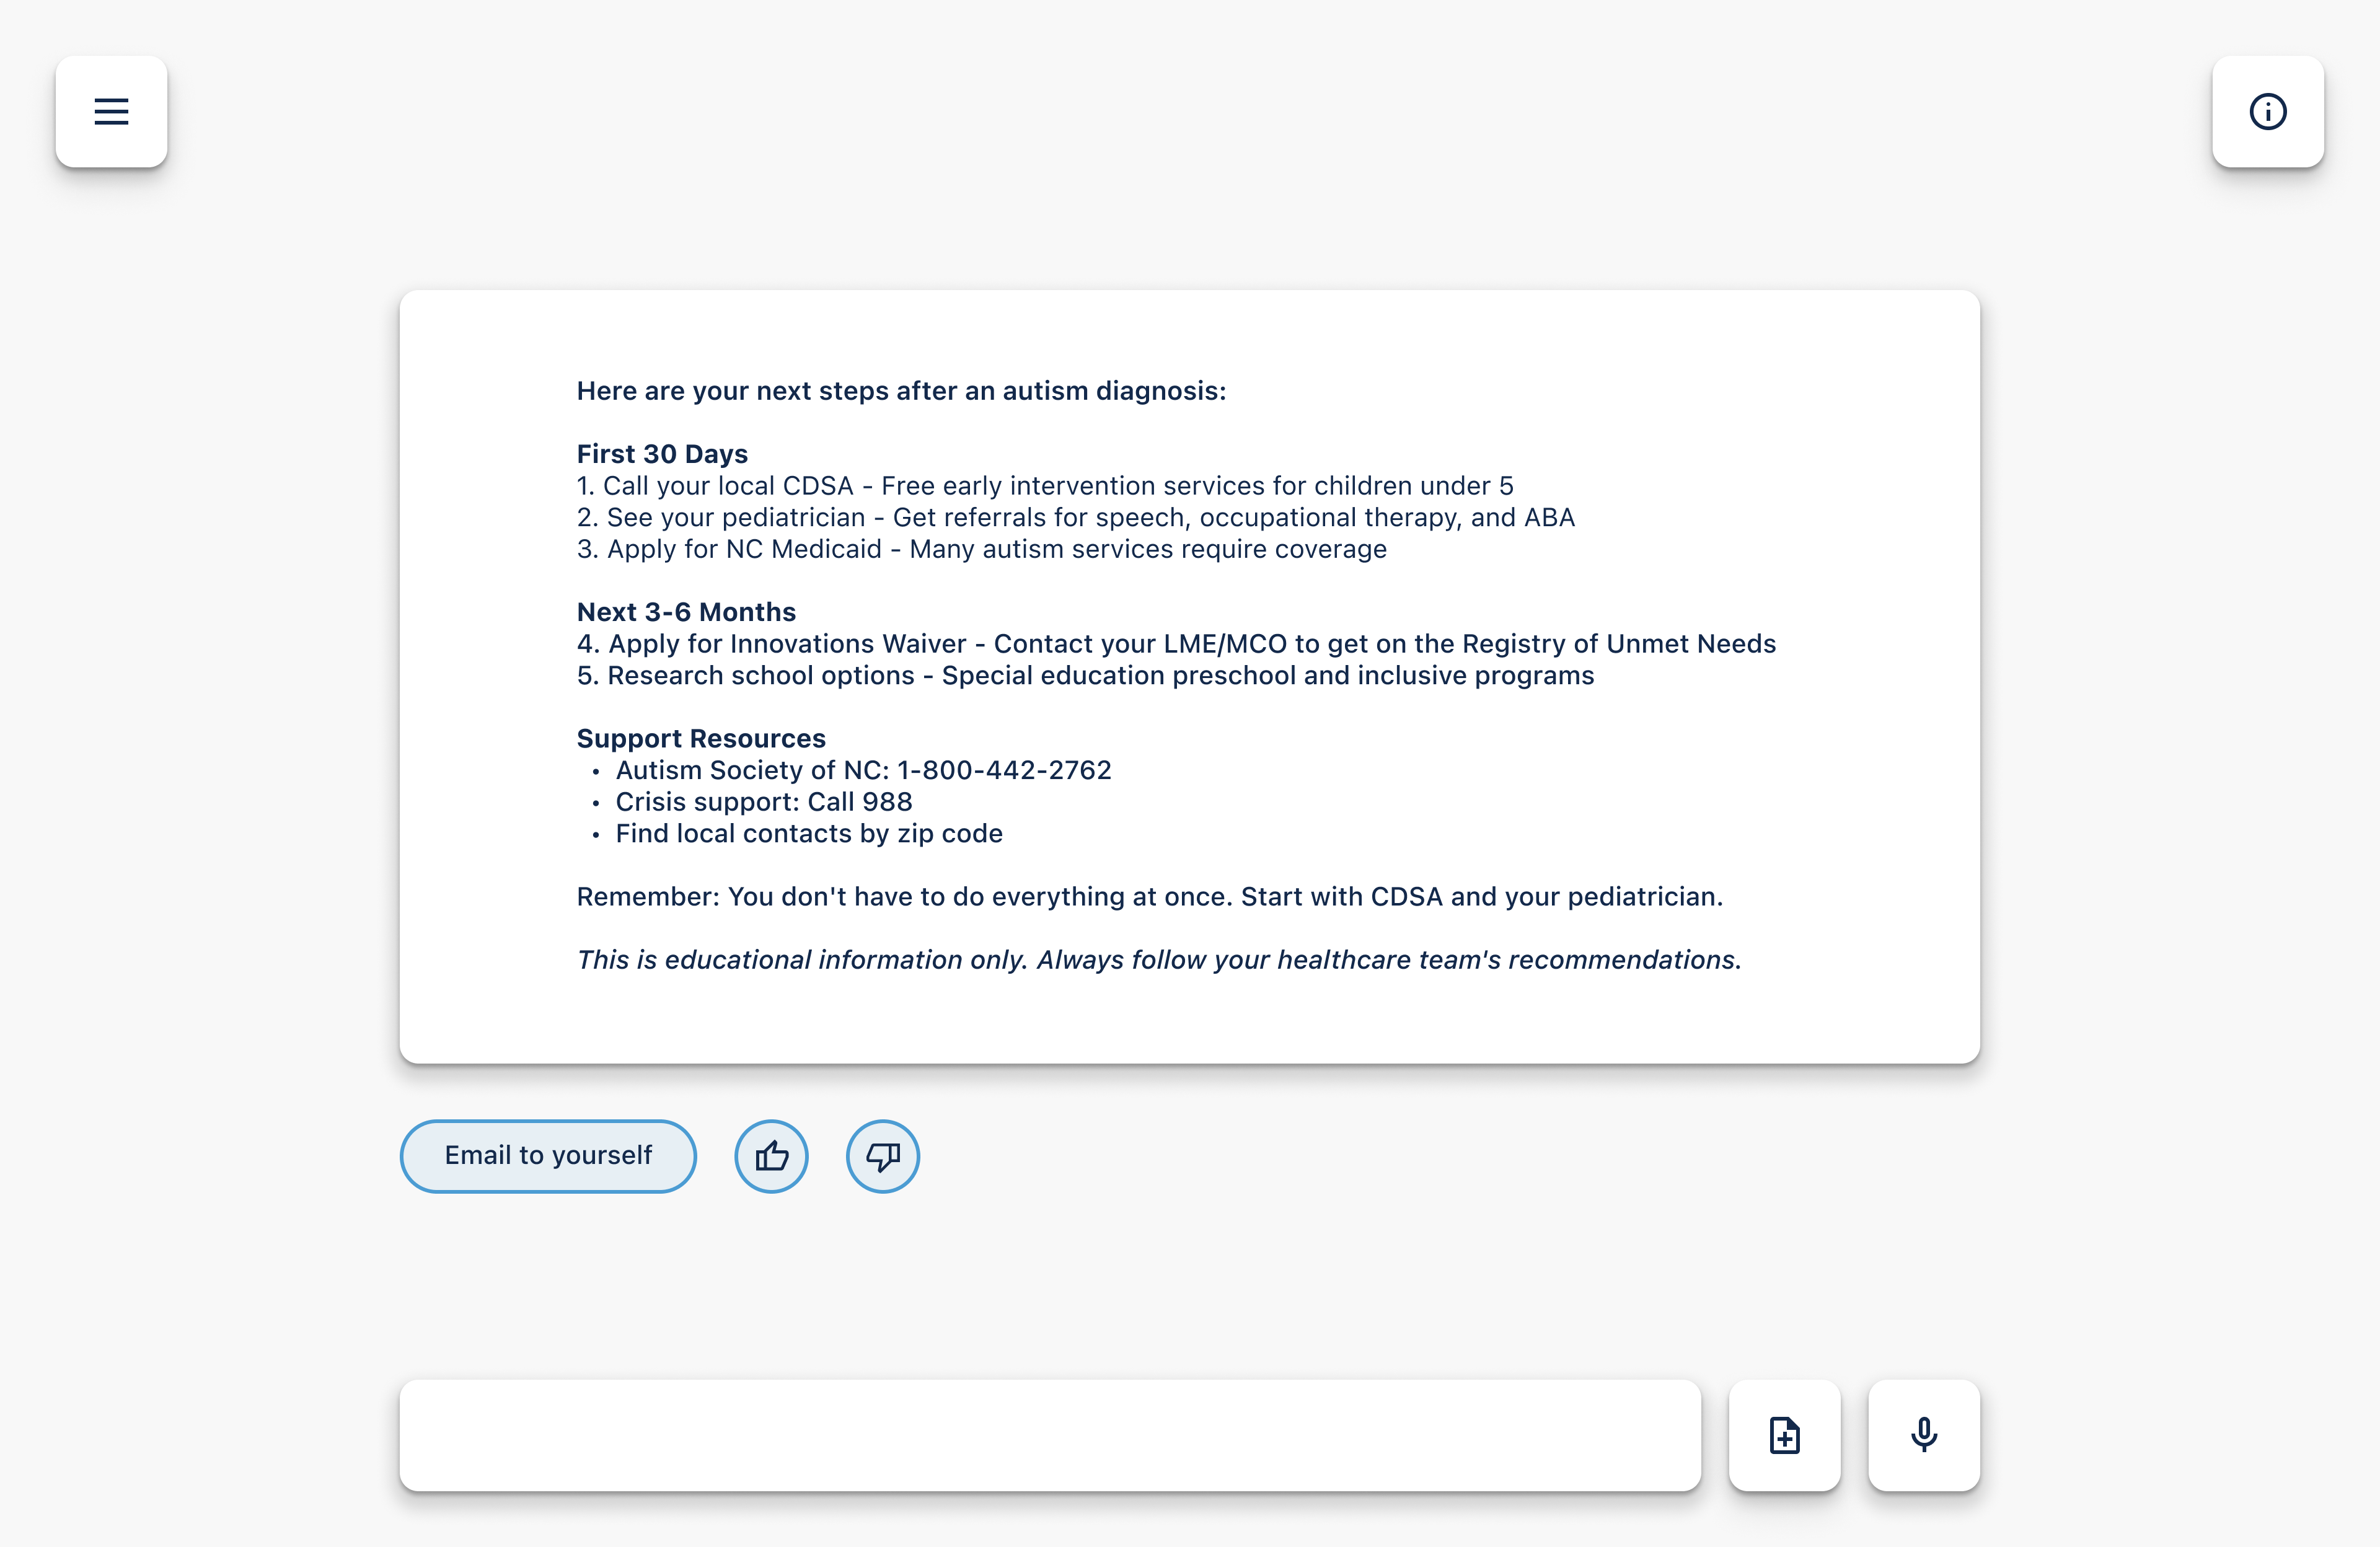 Here are your next steps after an autism diagnosis:
First 30 Days
1. Call your local CDSA - Free early intervention services for children under 5
2. See your pediatrician - Get referrals for speech, occupational therapy, and ABA
3. Apply for NC Medicaid - Many autism services require coverage
Next 3-6 Months
4. Apply for Innovations Waiver - Contact your LME/MCO to get on the Registry of Unmet Needs
5. Research school options - Special education preschool and inclusive programs
Support Resources
• Autism Society of NC: 1-800-442-2762
• Crisis support: Call 988
• Find local contacts by zip code
Remember: You don't have to do everything at once. Start with CDSA and your pediatrician.
This is educational information only. Always follow your healthcare team's recommendations.
Email to yourself